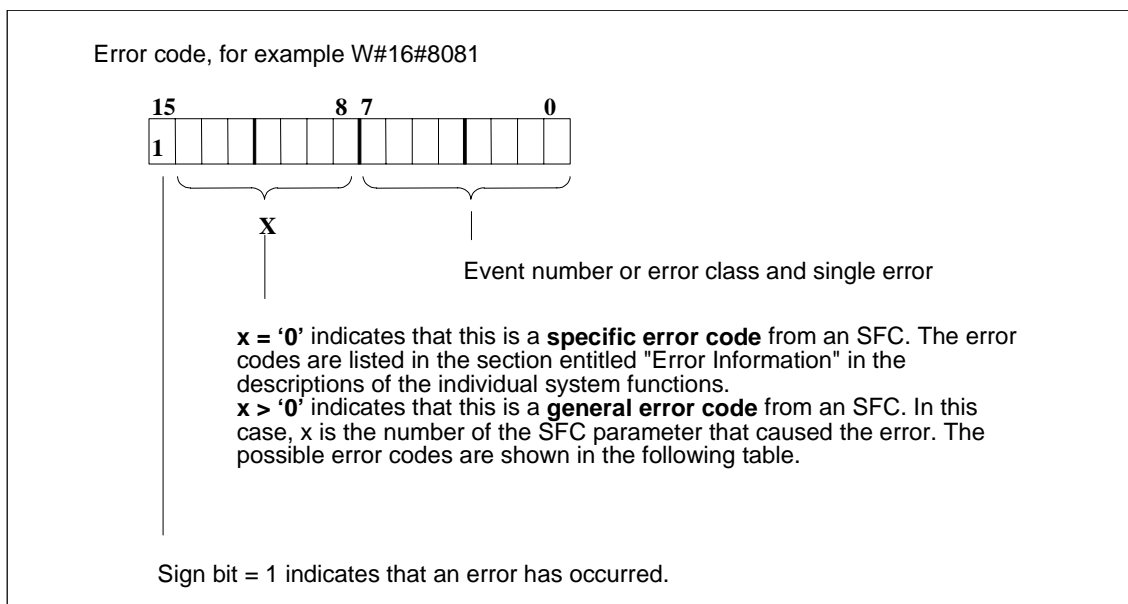 Error code, for example W#16#8081
15 8 7 0
1
X
Event number or error class and single error
x = ‘0’ indicates that this is a specific error code from an SFC. The error
codes are listed in the section entitled "Error Information" in the
descriptions of the individual system functions.
x > ‘0’ indicates that this is a general error code from an SFC. In this
case, x is the number of the SFC parameter that caused the error. The
possible error codes are shown in the following table.
Sign bit = 1 indicates that an error has occurred.